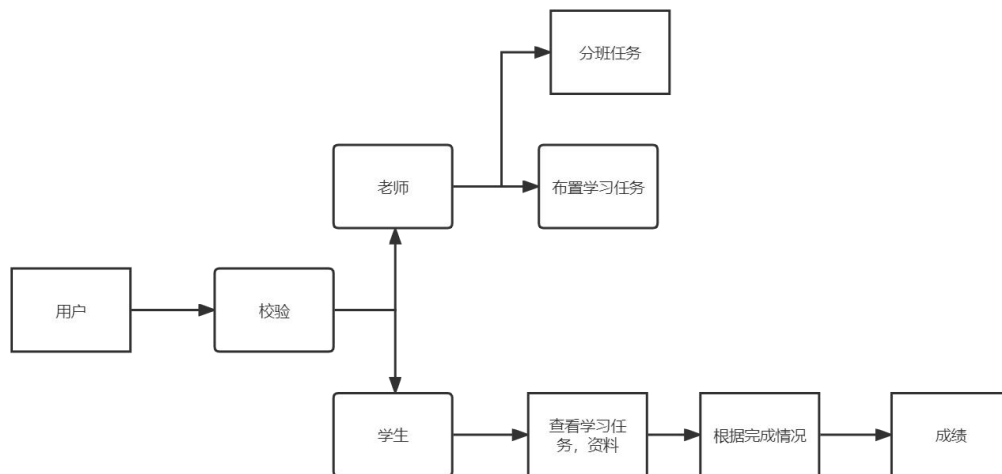 分班任务
老师
布置学习任务
用户
校验
学生
查看学习任
务，资料
根据完成情况
成绩